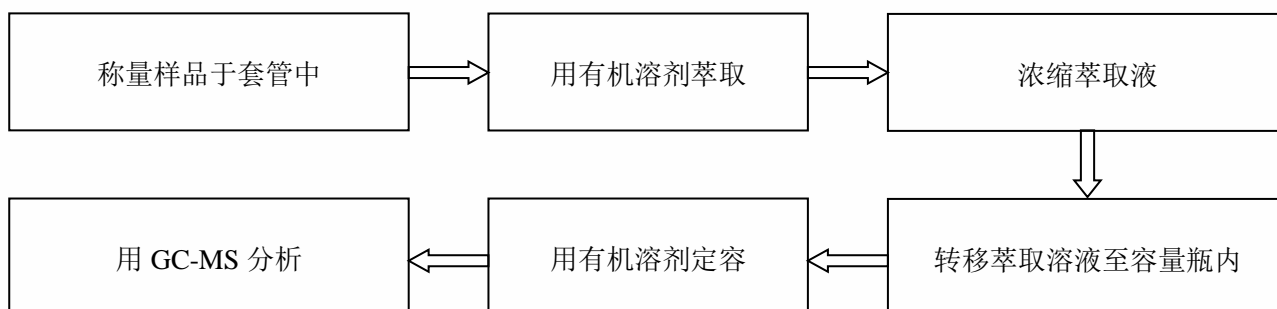 称量样品于套管中
用有机溶剂萃取
浓缩萃取液
转移萃取溶液至容量瓶内
用有机溶剂定容
用 GC-MS 分析